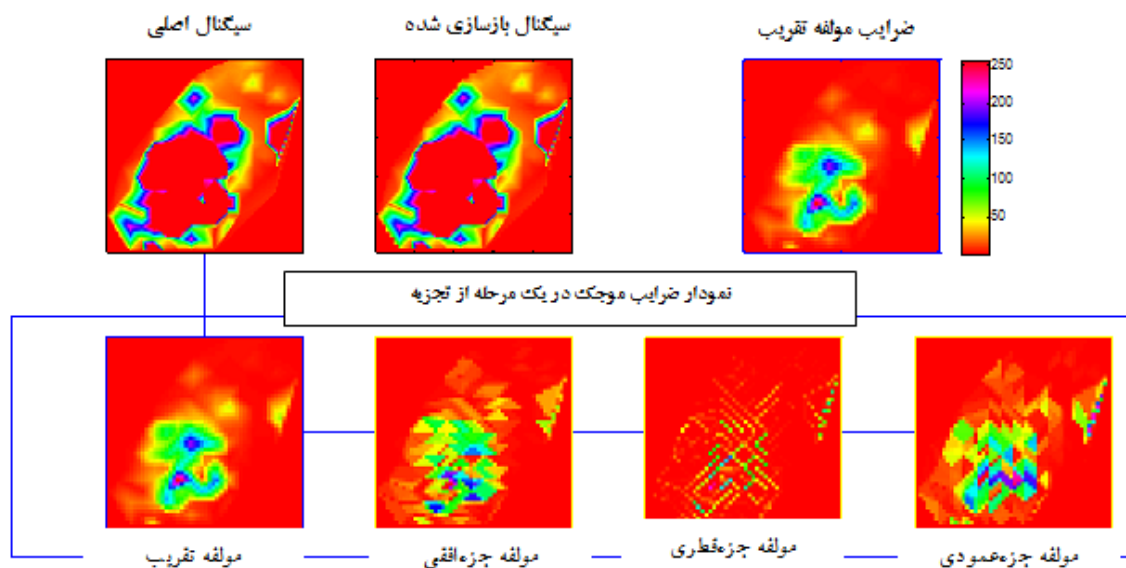 سیگنال اصلی
سیگنال بازسازی شده
ضرایب مولفه تقریب
250
200
150
100
50
نمودار ضرایب موجک در یک مرحله از تجزیه
مولفه تقریب
مولفه جزءافقی
مولفه جزءقطری
مولفه جزءعمودی